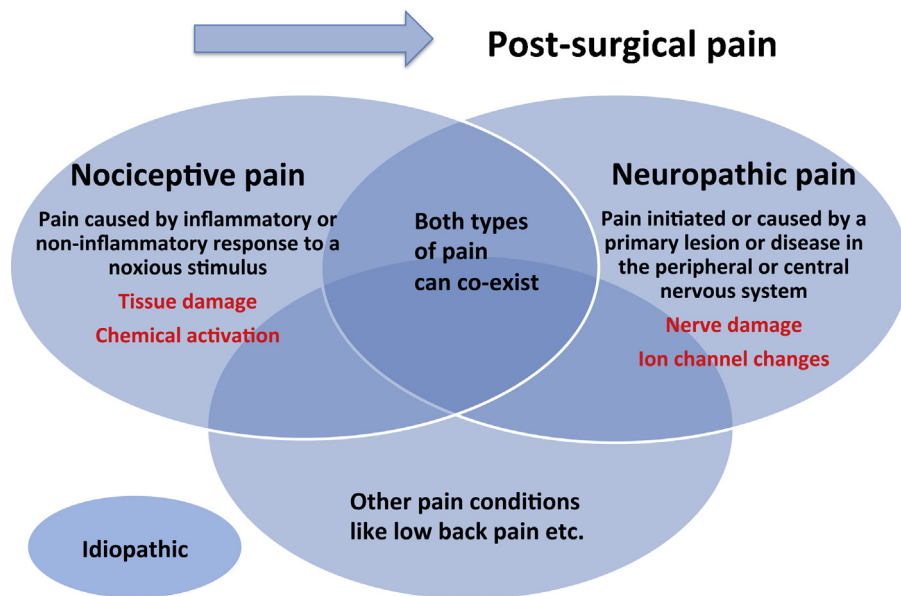 Post-surgical pain
Nociceptive pain
Pain caused by inflammatory or
non-inflammatory response to a
noxious stimulus
Tissue damage
Chemical activation
Both types
of pain
can co-exist
Neuropathic pain
Pain initiated or caused by a
primary lesion or disease in
the peripheral or central
nervous system
Nerve damage
Ion channel changes
Other pain conditions
like low back pain etc.
Idiopathic